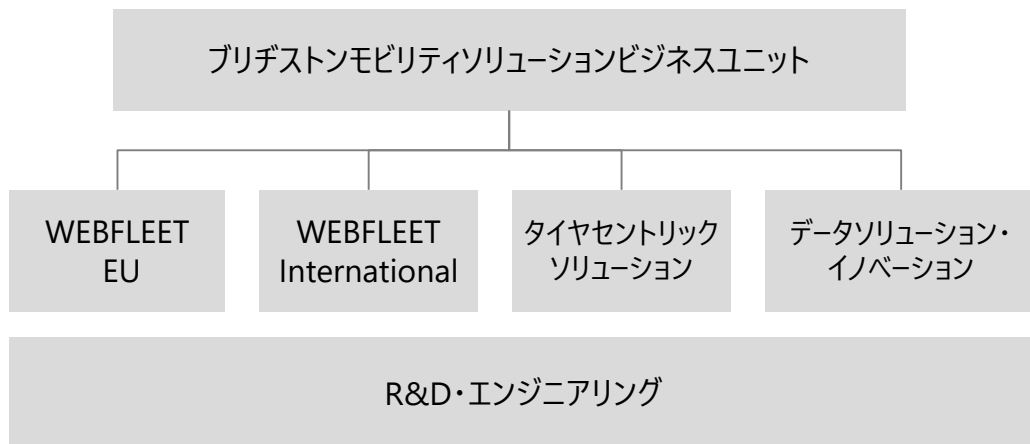 ブリヂストンモビリティソリューションビジネスユニット
WEBFLEET
EU
WEBFLEET
International
タイヤセントリック
ソリューション
データソリューション・
イノベーション
R&D・エンジニアリング